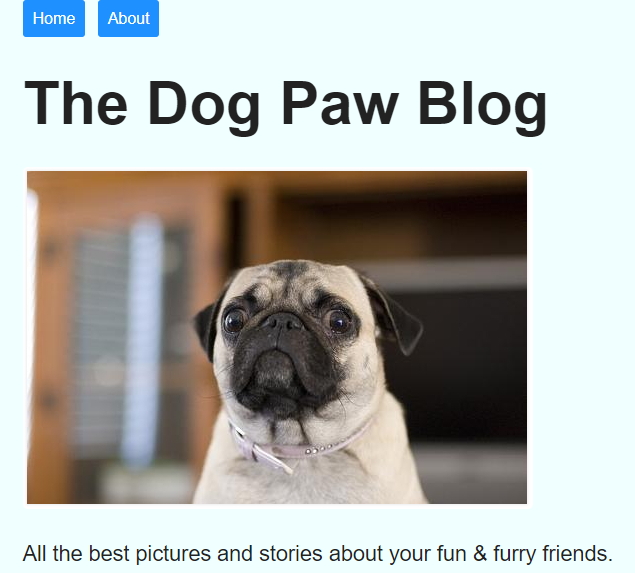 Home About
The Dog Paw Blog
All the best pictures and stories about your fun & furry friends.